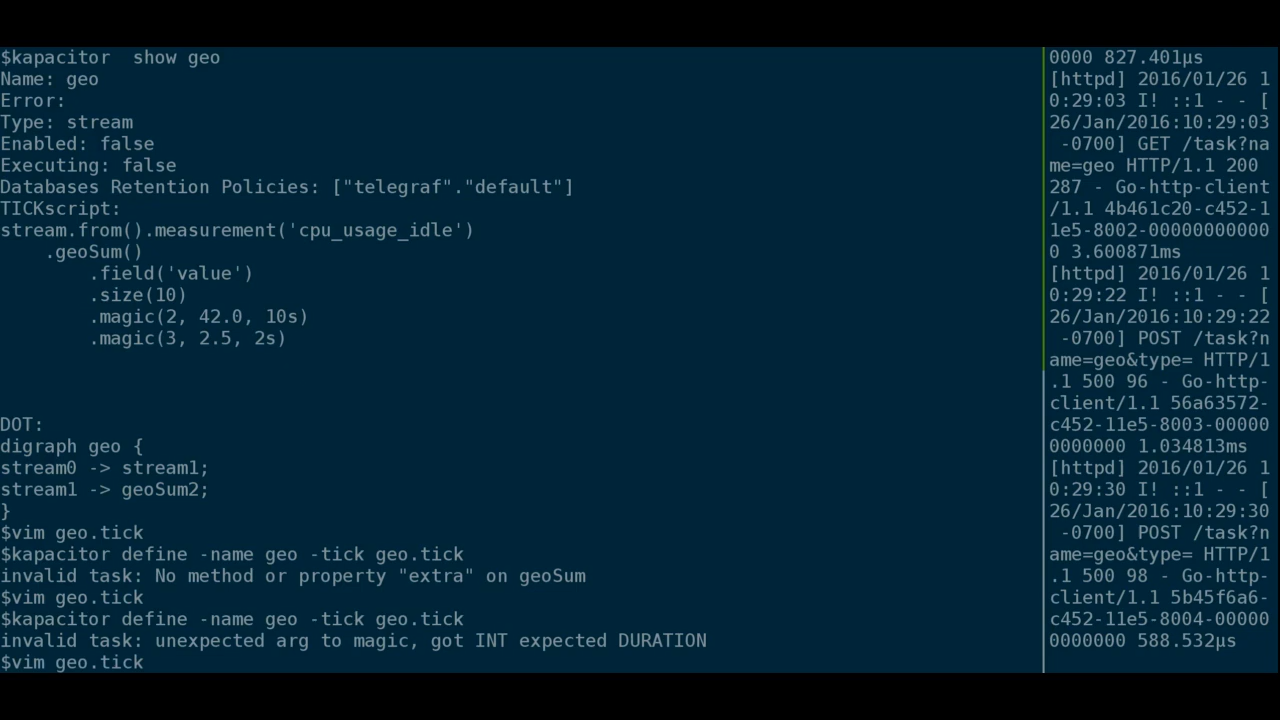 $kapacitor  show geo
Name: geo
Error:
Type: stream
Enabled: false
Executing: false
Databases Retention Policies: ["telegraf"."default"]
TICKscript:
stream.from().measurement('cpu_usage_idle')
    .geoSum()
        .field('value')
        .size(10)
        .magic(2, 42.0, 10s)
        .magic(3, 2.5, 2s)
DOT:
digraph geo {
stream0 -> stream1;
stream1 -> geoSum2;
}
$vim geo.tick
$kapacitor define -name geo -tick geo.tick
invalid task: No method or property "extra" on geoSum
$vim geo.tick
$kapacitor define -name geo -tick geo.tick
invalid task: unexpected arg to magic, got INT expected DURATION
$vim geo.tick
0000 827.401µs
[httpd] 2016/01/26 1
0:29:03 I! ::1 - - [
26/Jan/2016:10:29:03
 -0700] GET /task?na
me=geo HTTP/1.1 200
287 - Go-http-client
/1.1 4b461c20-c452-1
1e5-8002-00000000000
0 3.600871ms
[httpd] 2016/01/26 1
0:29:22 I! ::1 - - [
26/Jan/2016:10:29:22
 -0700] POST /task?n
ame=geo&type= HTTP/1
.1 500 96 - Go-http-
client/1.1 56a63572-
c452-11e5-8003-00000
0000000 1.034813ms
[httpd] 2016/01/26 1
0:29:30 I! ::1 - - [
26/Jan/2016:10:29:30
 -0700] POST /task?n
ame=geo&type= HTTP/1
.1 500 98 - Go-http-
client/1.1 5b45f6a6-
c452-11e5-8004-00000
0000000 588.532µs